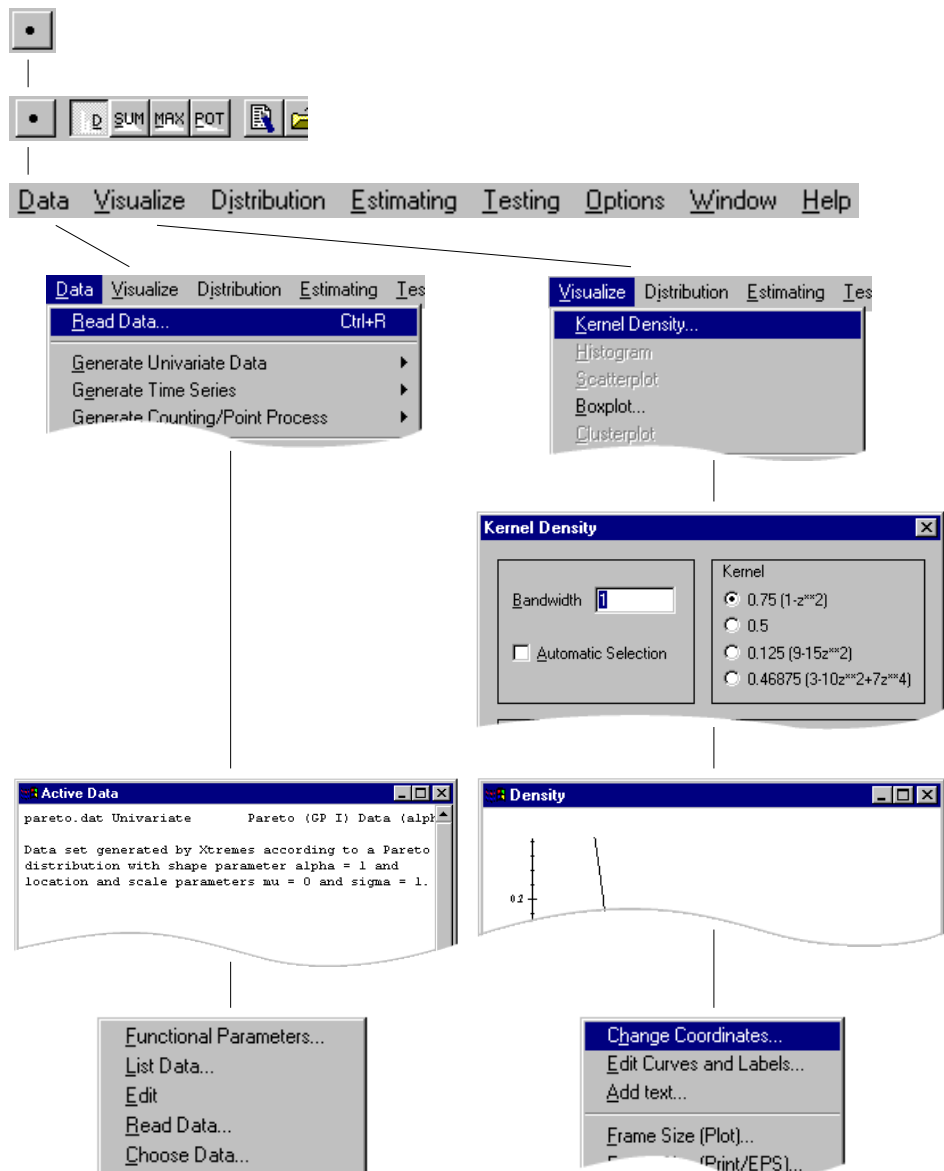 D SUM MAX POT
Data Visualize Distribution Estimating Testing Options Window Help
Data Visualize Distribution Estimating Tes
Read Data... Ctrl+R
Generate Univariate Data
Generate Time Series
Generate Counting/Point Process
Visualize Distribution Estimating Tes
Kernel Density...
Histogram
Scatterplot
Boxplot...
Clusterplot
Kernel Density
Bandwidth 1
Automatic Selection
Kernel
0.75 (1-z**2)
0.5
0.125 (9-15z**2)
0.46875 (3-10z**2+7z**4)
Active Data
pareto.dat Univariate Pareto (GP I) Data (alph
Data set generated by Xtremes according to a Pareto
distribution with shape parameter alpha = 1 and
location and scale parameters mu = 0 and sigma = 1.
Density
0.2
Functional Parameters...
List Data...
Edit
Read Data...
Choose Data...
Change Coordinates...
Edit Curves and Labels...
Add text...
Frame Size (Plot)...
(Print/EPS)...